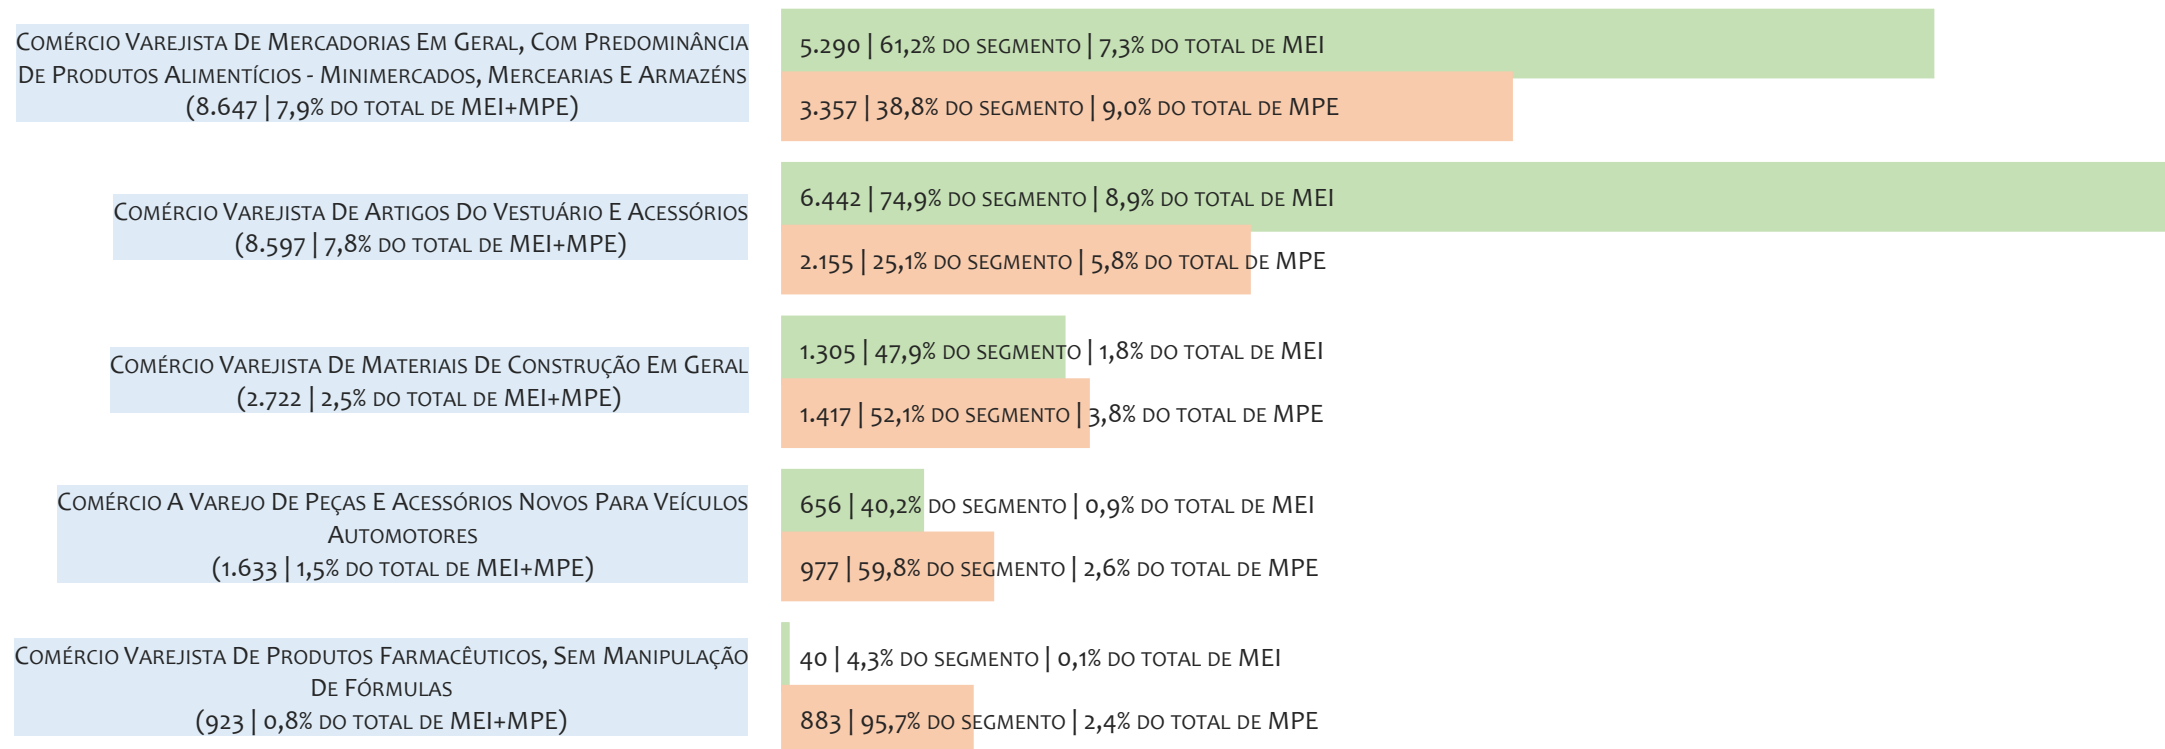 Comércio Varejista De Mercadorias Em Geral, Com Predominância
De Produtos Alimentícios - Minimercados, Mercearias E Armazéns
(8.647 | 7,9% do total de MEI+MPE)
5.290 | 61,2% do segmento | 7,3% do total de MEI
3.357 | 38,8% do segmento | 9,0% do total de MPE
Comércio Varejista De Artigos Do Vestuário E Acessórios
(8.597 | 7,8% do total de MEI+MPE)
6.442 | 74,9% do segmento | 8,9% do total de MEI
2.155 | 25,1% do segmento | 5,8% do total de MPE
Comércio Varejista De Materiais De Construção Em Geral
(2.722 | 2,5% do total de MEI+MPE)
1.305 | 47,9% do segmento | 1,8% do total de MEI
1.417 | 52,1% do segmento | 3,8% do total de MPE
Comércio A Varejo De Peças E Acessórios Novos Para Veículos
Automotores
(1.633 | 1,5% do total de MEI+MPE)
656 | 40,2% do segmento | 0,9% do total de MEI
977 | 59,8% do segmento | 2,6% do total de MPE
Comércio Varejista De Produtos Farmacêuticos, Sem Manipulação
De Fórmulas
(923 | 0,8% do total de MEI+MPE)
40 | 4,3% do segmento | 0,1% do total de MEI
883 | 95,7% do segmento | 2,4% do total de MPE